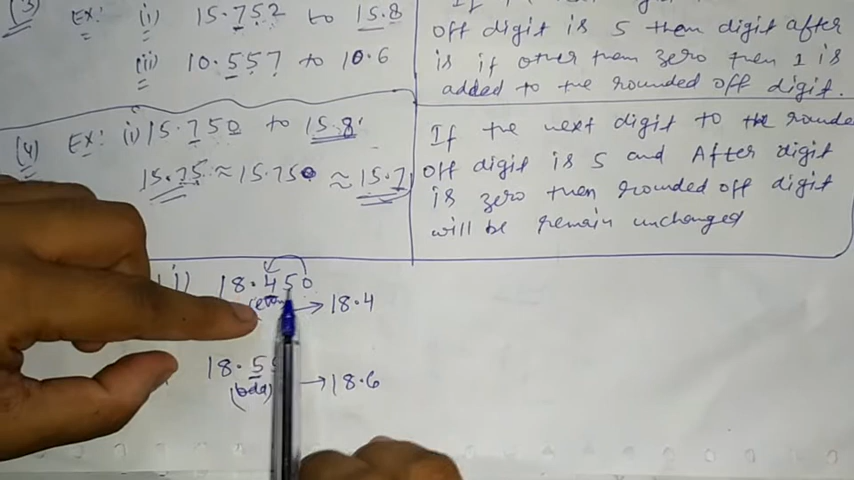 (3) Ex: (i) 15.752 to 15.8
(ii) 10.557 to 10.6
off digit is 5 then digit after
is if other than zero then 1 is
added to the rounded off digit.
(4) Ex: (i) 15.750 to 15.8
15.75 ≈ 15.750 ≈ 15.7
If the next digit to the rounde
off digit is 5 and After digit
is zero then rounded off digit
will be remain unchanged
18.450
(even) → 18.4
18.55
(odd) → 18.6